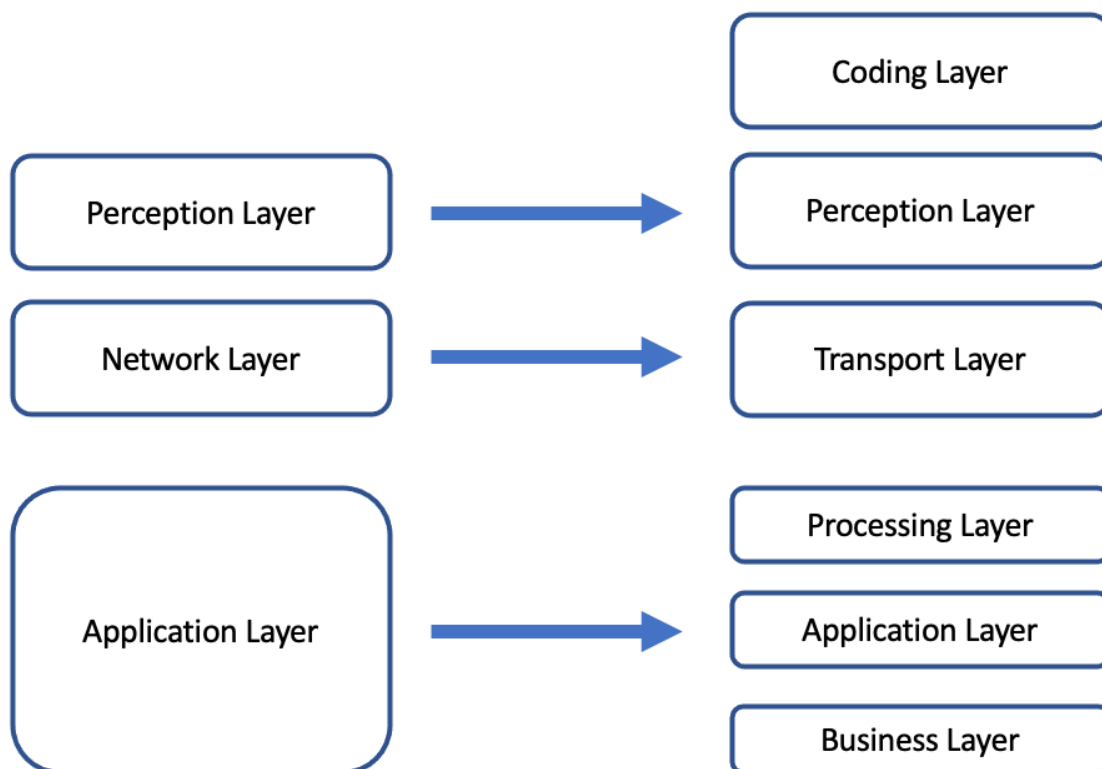 Coding Layer
Perception Layer
Perception Layer
Network Layer
Transport Layer
Processing Layer
Application Layer
Application Layer
Business Layer